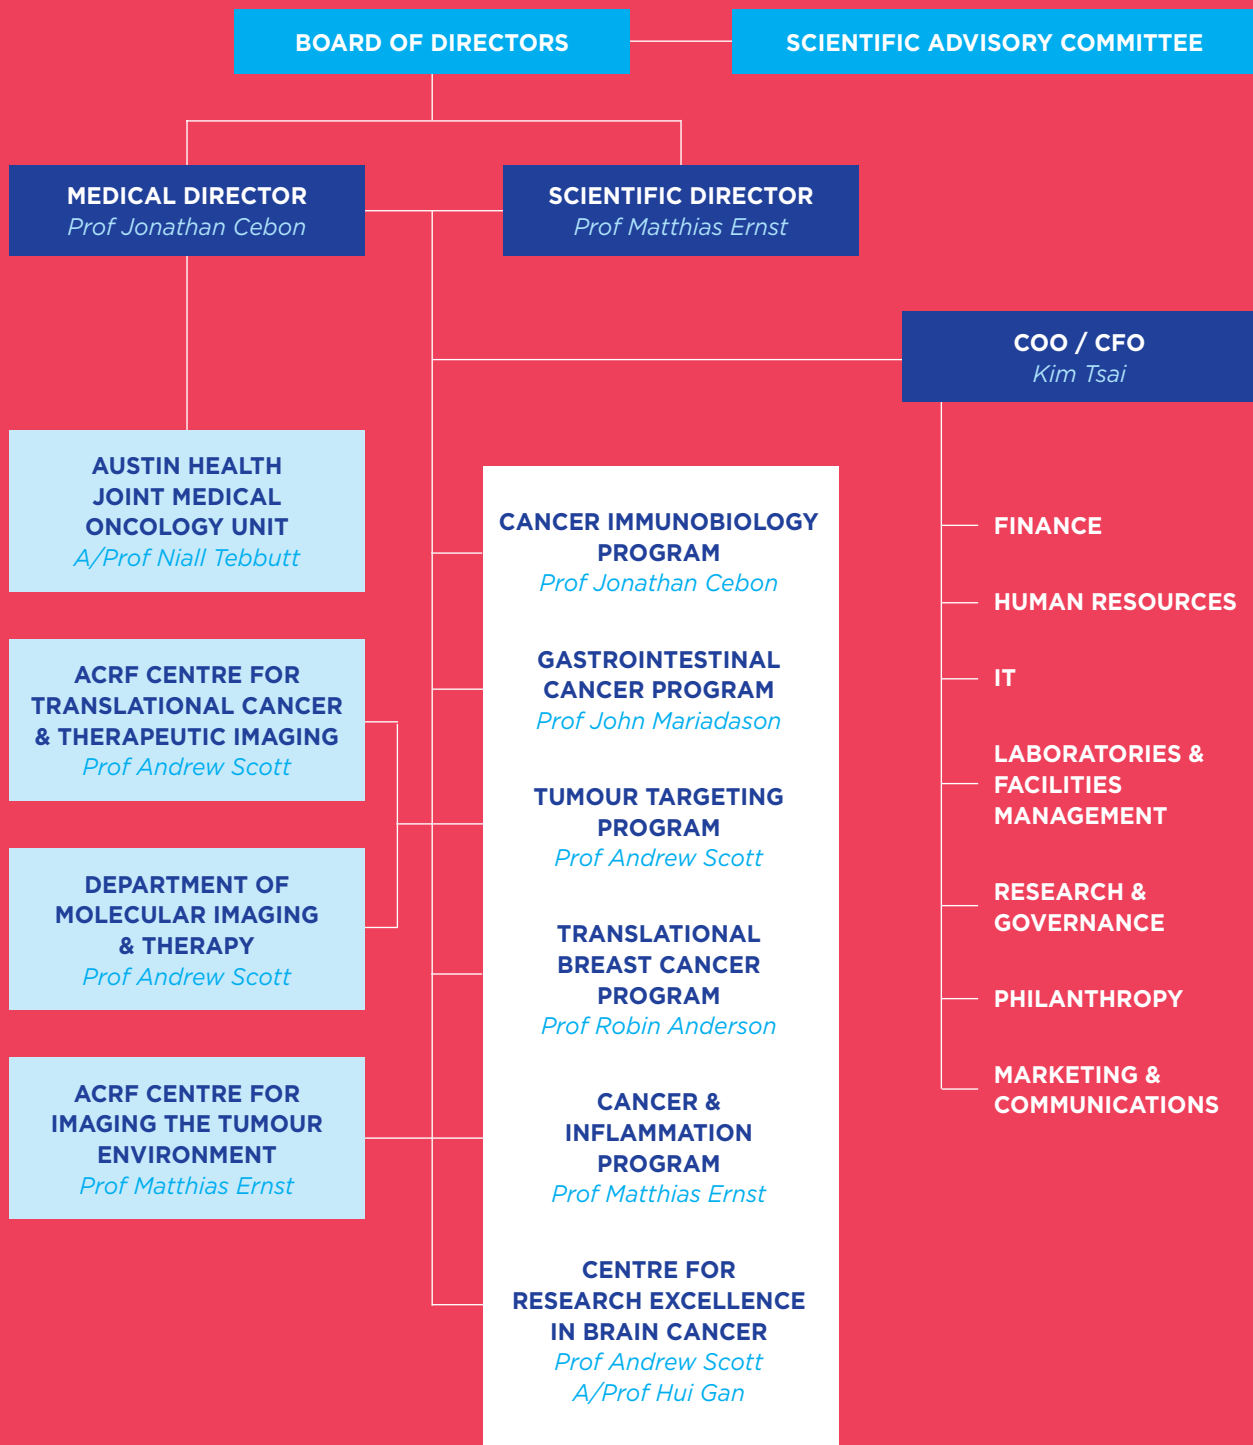 BOARD OF DIRECTORS
SCIENTIFIC ADVISORY COMMITTEE
MEDICAL DIRECTOR
Prof Jonathan Cebon
SCIENTIFIC DIRECTOR
Prof Matthias Ernst
COO / CFO
Kim Tsai
AUSTIN HEALTH
JOINT MEDICAL
ONCOLOGY UNIT
A/Prof Niall Tebbutt
ACRF CENTRE FOR
TRANSLATIONAL CANCER
& THERAPEUTIC IMAGING
Prof Andrew Scott
DEPARTMENT OF
MOLECULAR IMAGING
& THERAPY
Prof Andrew Scott
ACRF CENTRE FOR
IMAGING THE TUMOUR
ENVIRONMENT
Prof Matthias Ernst
CANCER IMMUNOBIOLOGY
PROGRAM
Prof Jonathan Cebon
GASTROINTESTINAL
CANCER PROGRAM
Prof John Mariadason
TUMOUR TARGETING
PROGRAM
Prof Andrew Scott
TRANSLATIONAL
BREAST CANCER
PROGRAM
Prof Robin Anderson
CANCER &
INFLAMMATION
PROGRAM
Prof Matthias Ernst
CENTRE FOR
RESEARCH EXCELLENCE
IN BRAIN CANCER
Prof Andrew Scott
A/Prof Hui Gan
FINANCE
HUMAN RESOURCES
IT
LABORATORIES &
FACILITIES
MANAGEMENT
RESEARCH &
GOVERNANCE
PHILANTHROPY
MARKETING &
COMMUNICATIONS